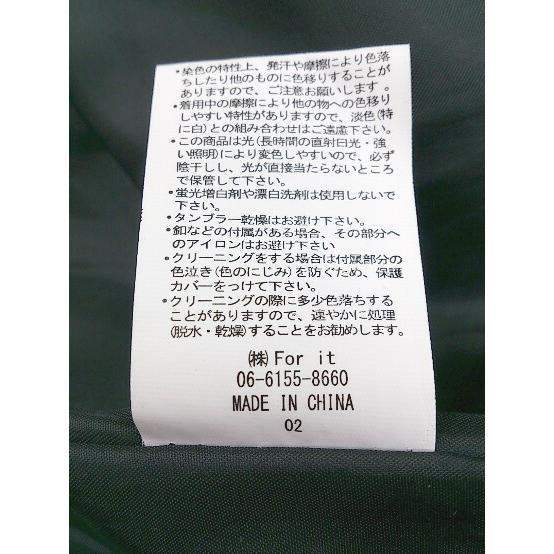 ・染色の特性上、発汗や摩擦により色落
ちしたり他のものに色移りすることが
ありますので、ご注意お願いします。
・着用中の摩擦により他の物への色移り
しやすい特性がありますので、淡色(特
に白)との組み合わせはご遠慮下さい。
・この商品は光(長時間の直射日光・強
い照明)により変色しやすいので、必ず
陰干しし、光が直接当たらないところ
で保管して下さい。
・蛍光増白剤や漂白洗剤は使用しないで
下さい。
・タンブラー乾燥はお避け下さい。
・釦などの付属がある場合、その部分へ
のアイロンはお避け下さい
・クリーニングをする場合は付属部分の
色泣き(色のにじみ)を防ぐため、保護
カバーをつけて下さい。
・クリーニングの際に多少色落ちする
ことがありますので、速やかに処理
(脱水・乾燥)することをお勧めします。
㈱ For it
06-6155-8660
MADE IN CHINA
02